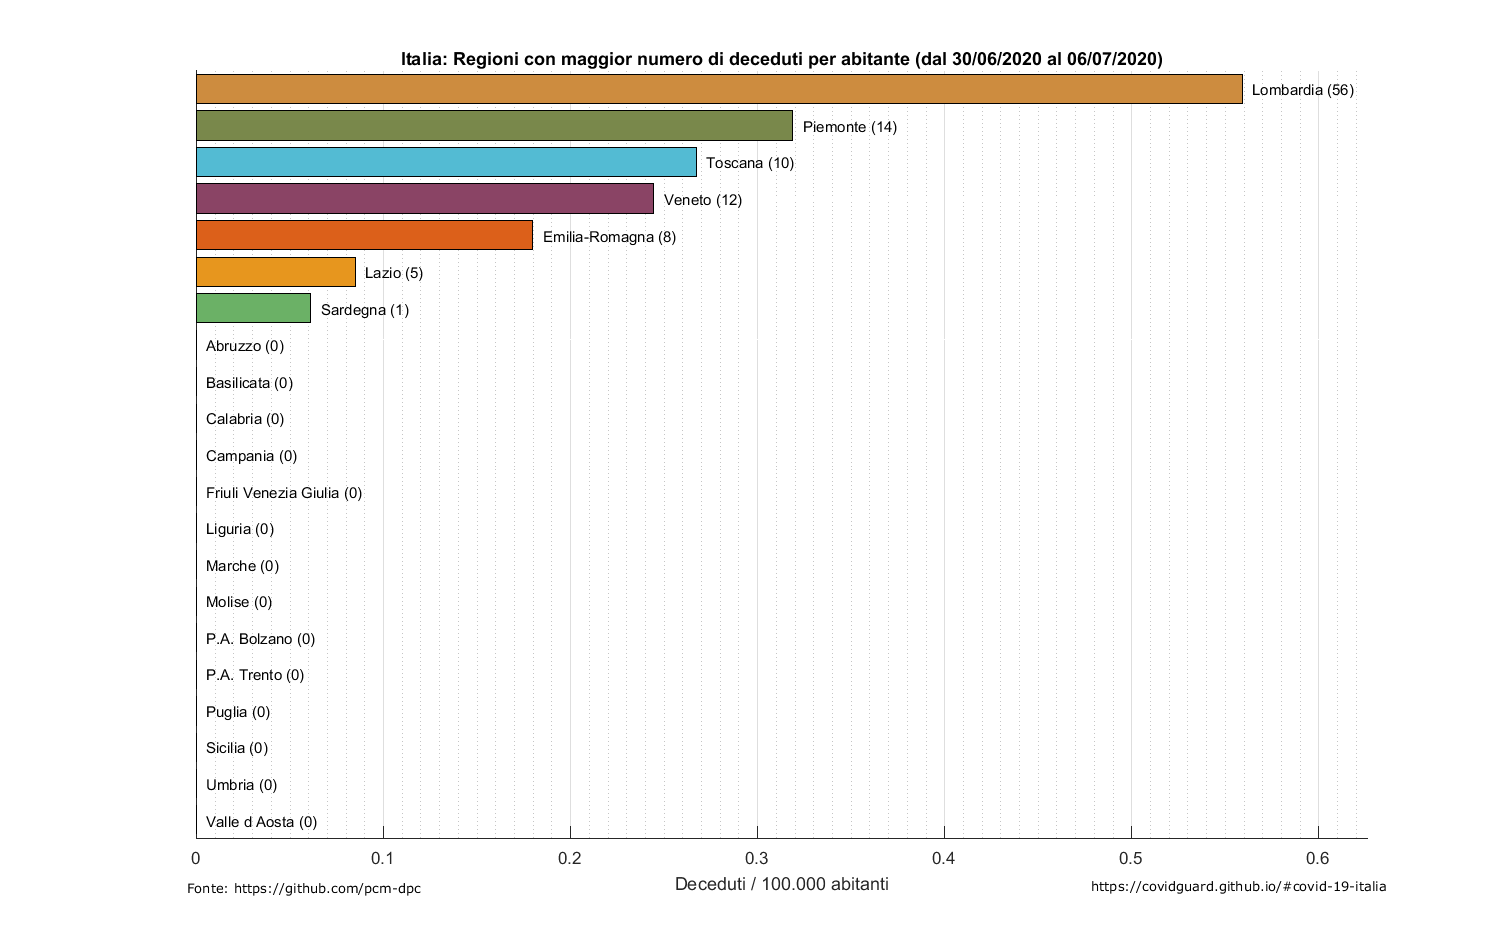 Italia: Regioni con maggior numero di deceduti per abitante (dal 30/06/2020 al 06/07/2020)
Lombardia (56)
Piemonte (14)
Toscana (10)
Veneto (12)
Emilia-Romagna (8)
Lazio (5)
Sardegna (1)
Abruzzo (0)
Basilicata (0)
Calabria (0)
Campania (0)
Friuli Venezia Giulia (0)
Liguria (0)
Marche (0)
Molise (0)
P.A. Bolzano (0)
P.A. Trento (0)
Puglia (0)
Sicilia (0)
Umbria (0)
Valle d Aosta (0)
0 0.1 0.2 0.3 0.4 0.5 0.6
Deceduti / 100.000 abitanti
Fonte: https://github.com/pcm-dpc
https://covidguard.github.io/#covid-19-italia